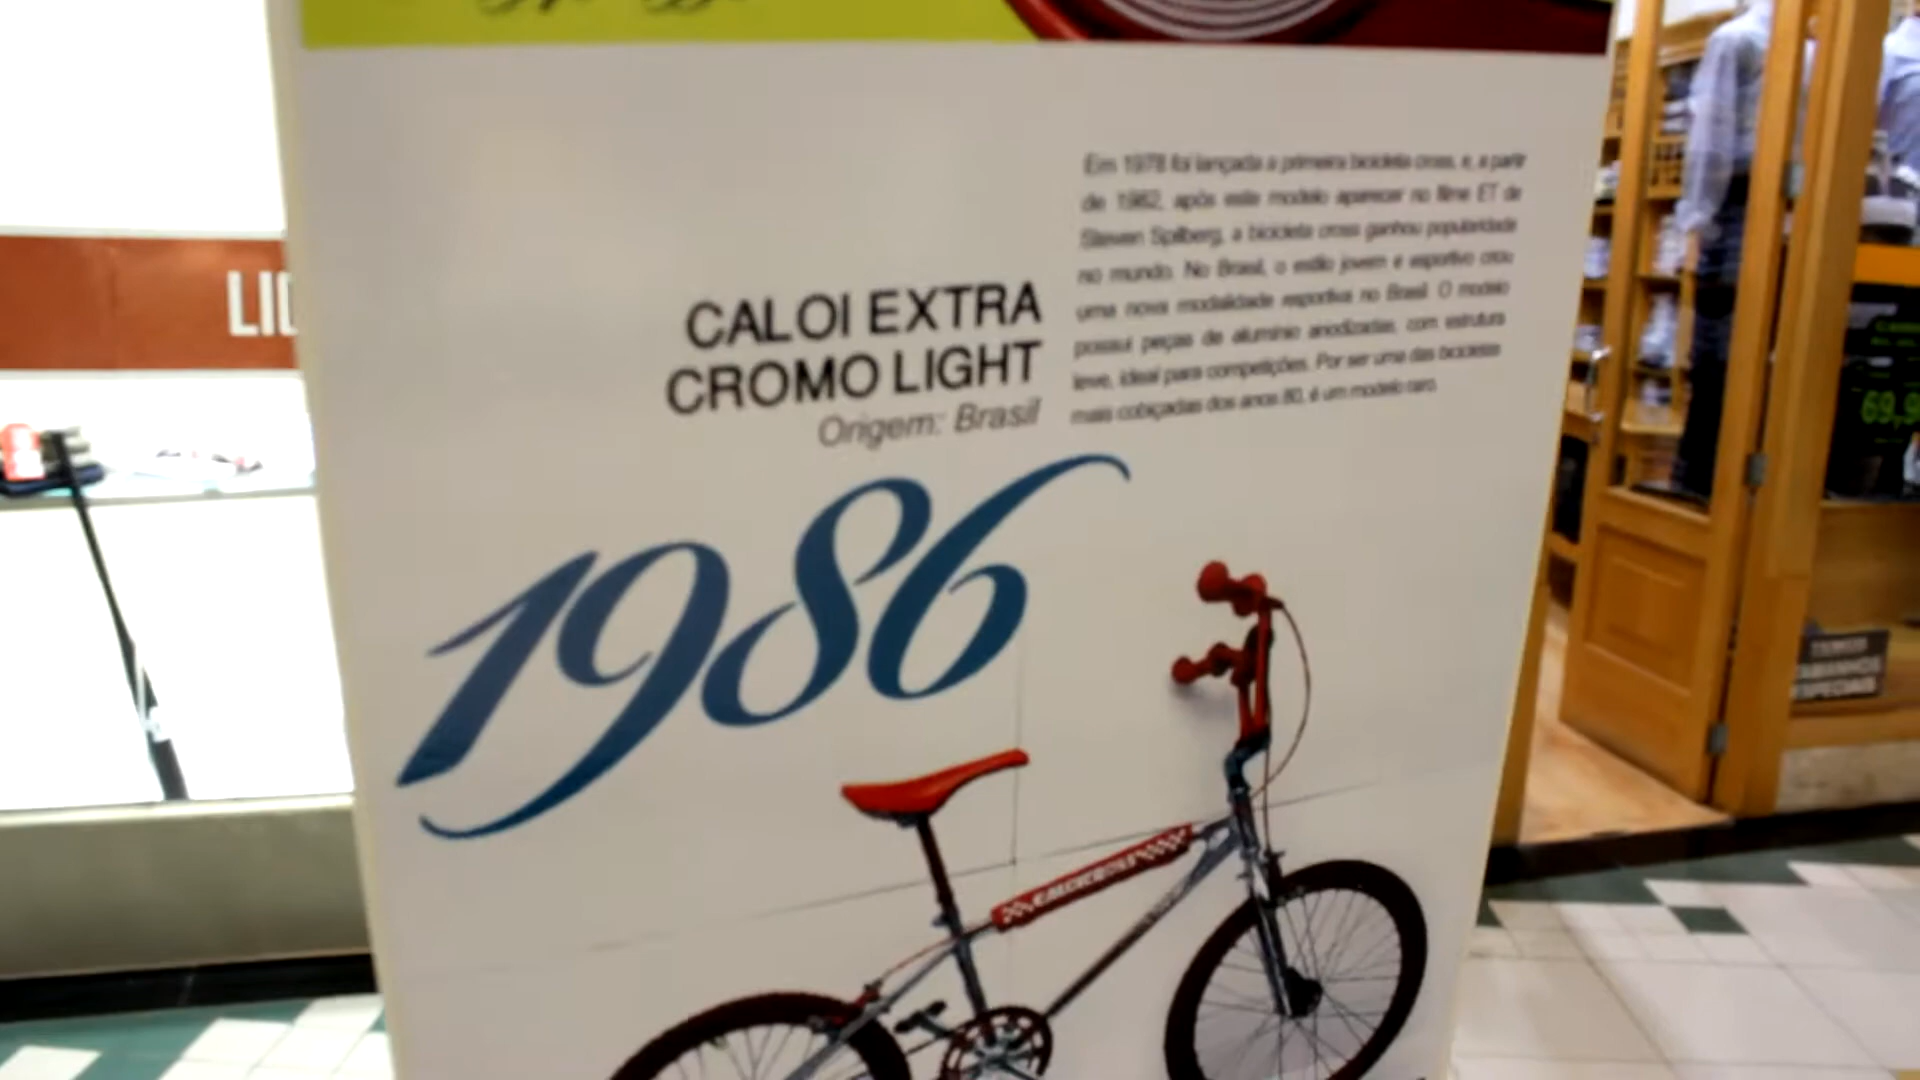 LID
Em 1978 foi lançada a primeira bicicleta cross, e, a partir
de 1982, após este modelo aparecer no filme ET de
Steven Spilberg, a bicicleta cross ganhou popularidade
no mundo. No Brasil, o estilo jovem e esportivo criou
uma nova modalidade esportiva no Brasil. O modelo
possui peças de alumínio anodizadas, com estrutura
leve, ideal para competições. Por ser uma das bicicletas
mais cobiçadas dos anos 80, é um modelo raro.
CALOI EXTRA
CROMO LIGHT
Origem: Brasil
1986
69,9
TAMANHOS
ESPECIAIS